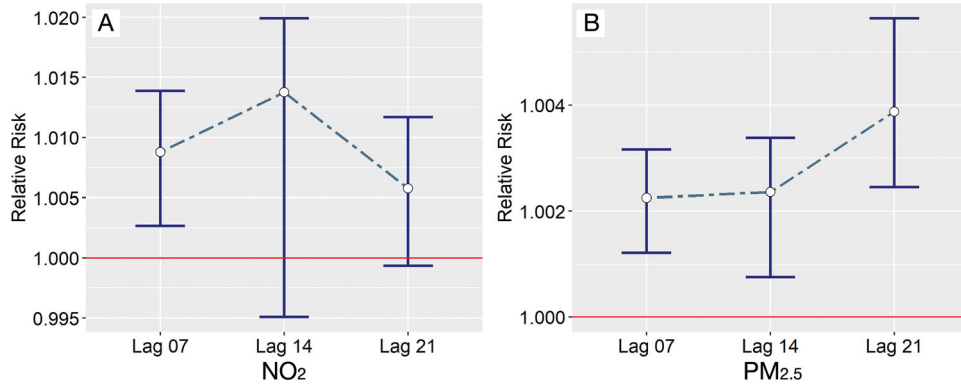 A
Relative Risk
1.020
1.015
1.010
1.005
1.000
0.995
Lag 07
Lag 14
Lag 21
NO2
B
Relative Risk
1.004
1.002
1.000
Lag 07
Lag 14
Lag 21
PM2.5